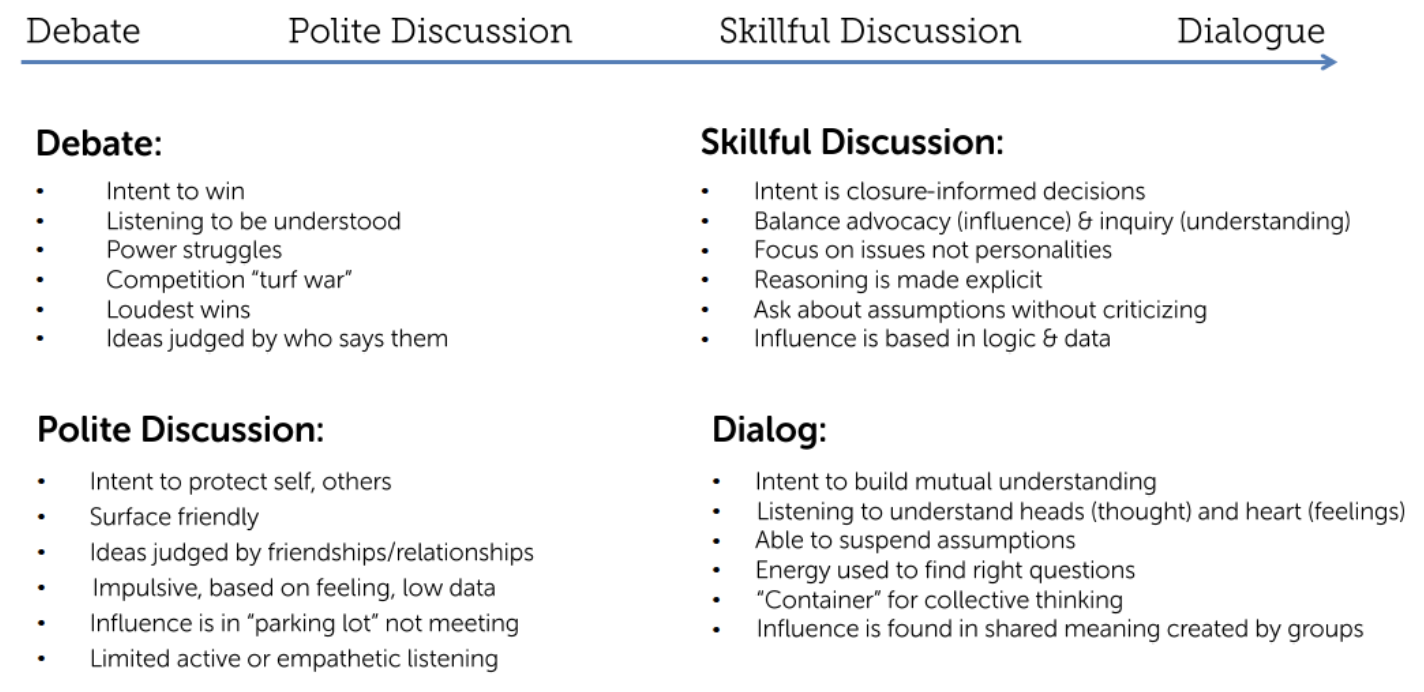 Debate Polite Discussion Skillful Discussion Dialogue
Debate:
• Intent to win
• Listening to be understood
• Power struggles
• Competition “turf war”
• Loudest wins
• Ideas judged by who says them
Polite Discussion:
• Intent to protect self, others
• Surface friendly
• Ideas judged by friendships/relationships
• Impulsive, based on feeling, low data
• Influence is in “parking lot” not meeting
• Limited active or empathetic listening
Skillful Discussion:
• Intent is closure-informed decisions
• Balance advocacy (influence) & inquiry (understanding)
• Focus on issues not personalities
• Reasoning is made explicit
• Ask about assumptions without criticizing
• Influence is based in logic & data
Dialog:
• Intent to build mutual understanding
• Listening to understand heads (thought) and heart (feelings)
• Able to suspend assumptions
• Energy used to find right questions
• “Container” for collective thinking
• Influence is found in shared meaning created by groups